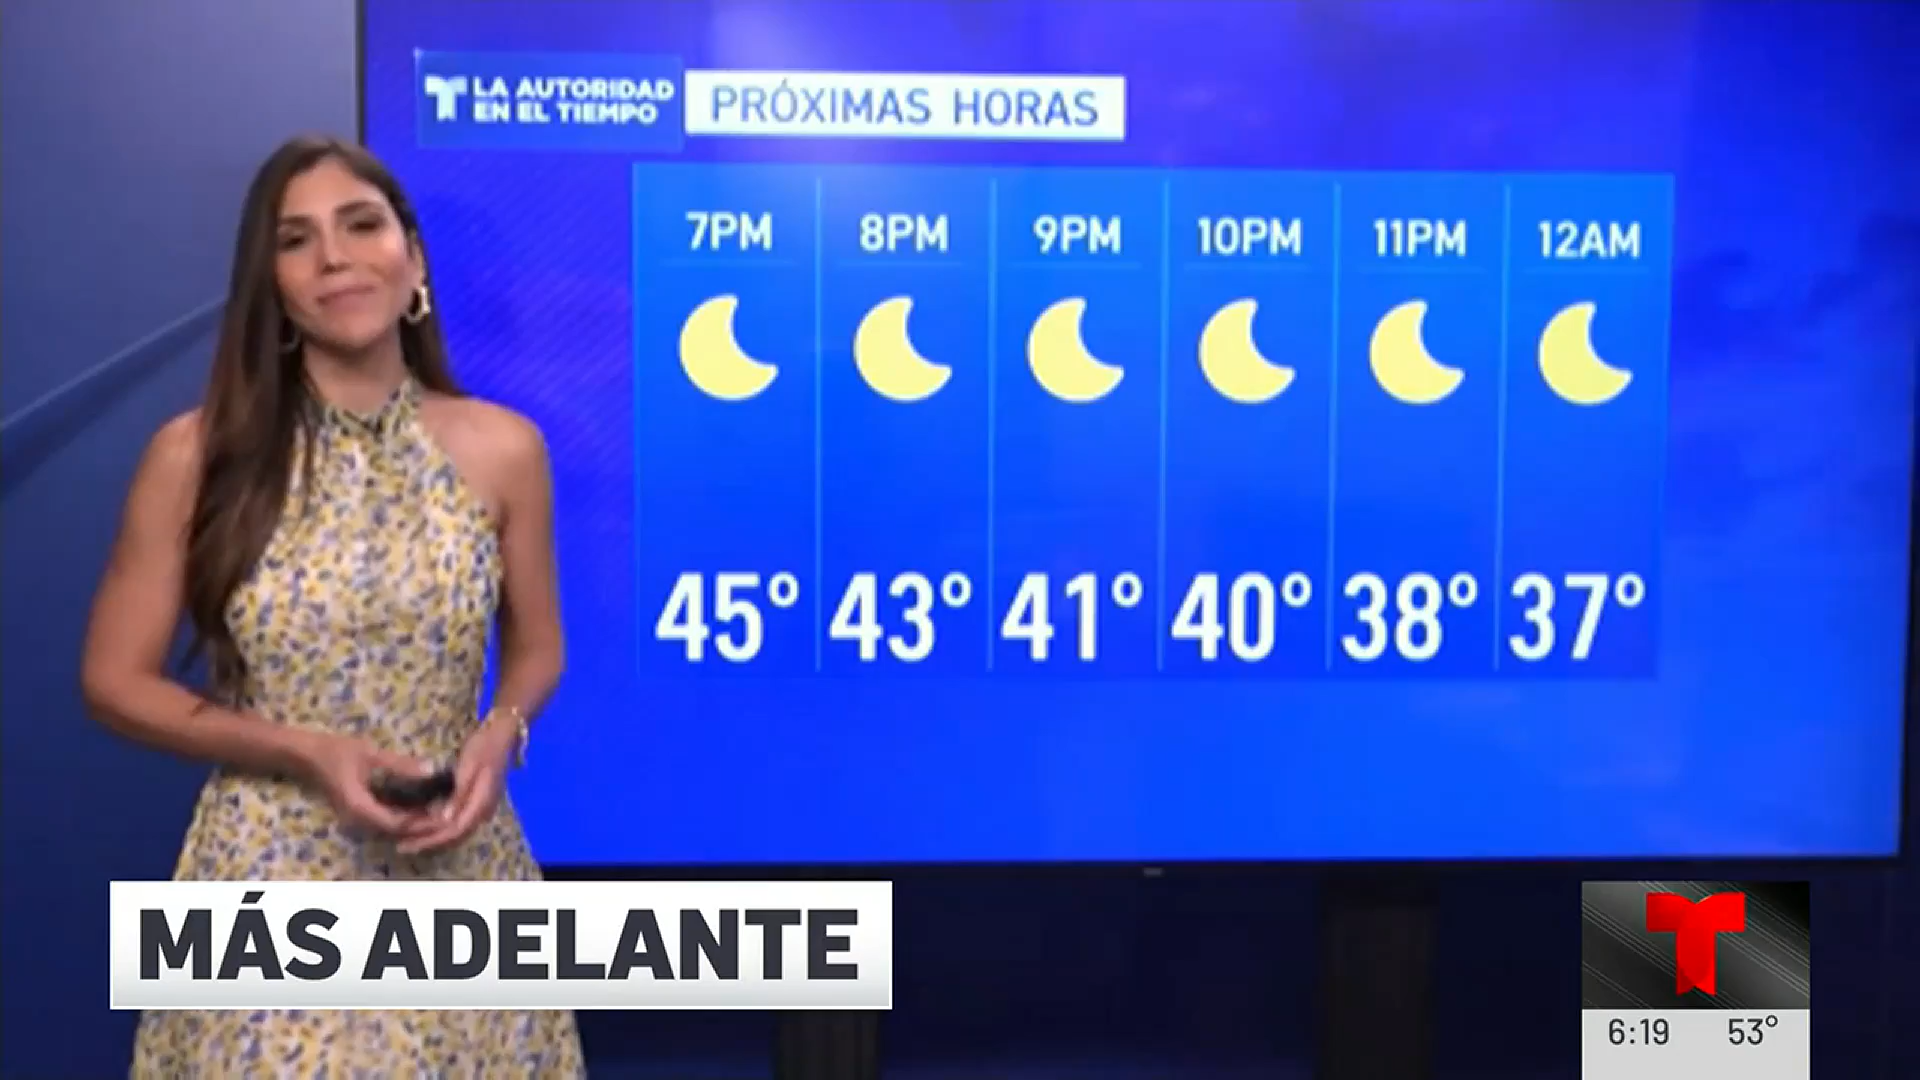 LA AUTORIDAD
EN EL TIEMPO
PRÓXIMAS HORAS
7PM 8PM 9PM 10PM 11PM 12AM
45° 43° 41° 40° 38° 37°
MÁS ADELANTE
6:19 53°